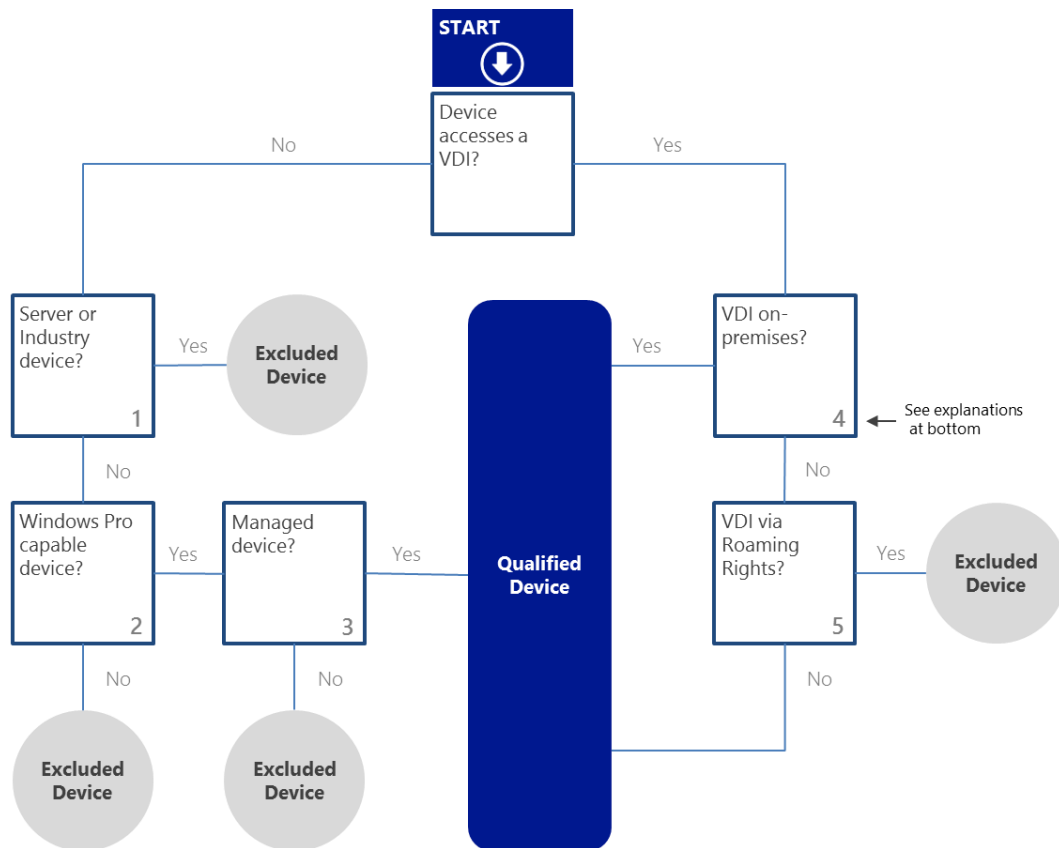 START
Device
accesses a
VDI?
No
Yes
Server or
Industry
device?
1
Yes
Excluded
Device
Yes
VDI on-
premises?
4
See explanations
at bottom
No
No
Windows Pro
capable
device?
2
Yes
Managed
device?
3
Yes
Qualified
Device
VDI via
Roaming
Rights?
5
Yes
Excluded
Device
No
No
No
Excluded
Device
Excluded
Device